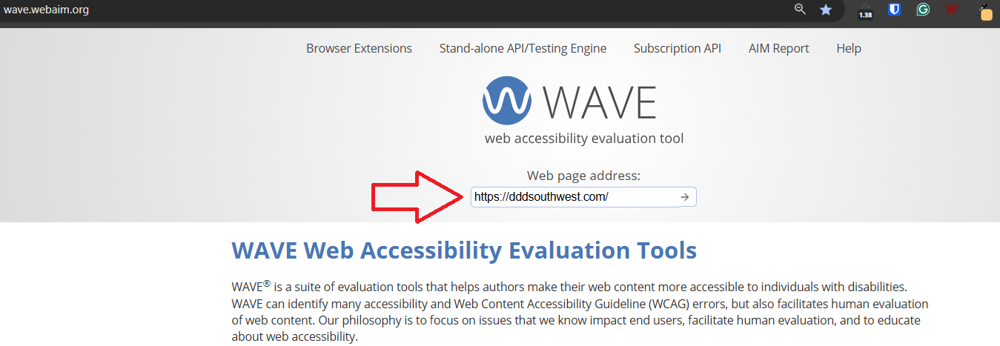 wave.webaim.org
1.38
Browser Extensions Stand-alone API/Testing Engine Subscription API AIM Report Help
WAVE
web accessibility evaluation tool
Web page address:
https://dddsouthwest.com/
WAVE Web Accessibility Evaluation Tools
WAVE® is a suite of evaluation tools that helps authors make their web content more accessible to individuals with disabilities.
WAVE can identify many accessibility and Web Content Accessibility Guideline (WCAG) errors, but also facilitates human evaluation
of web content. Our philosophy is to focus on issues that we know impact end users, facilitate human evaluation, and to educate
about web accessibility.